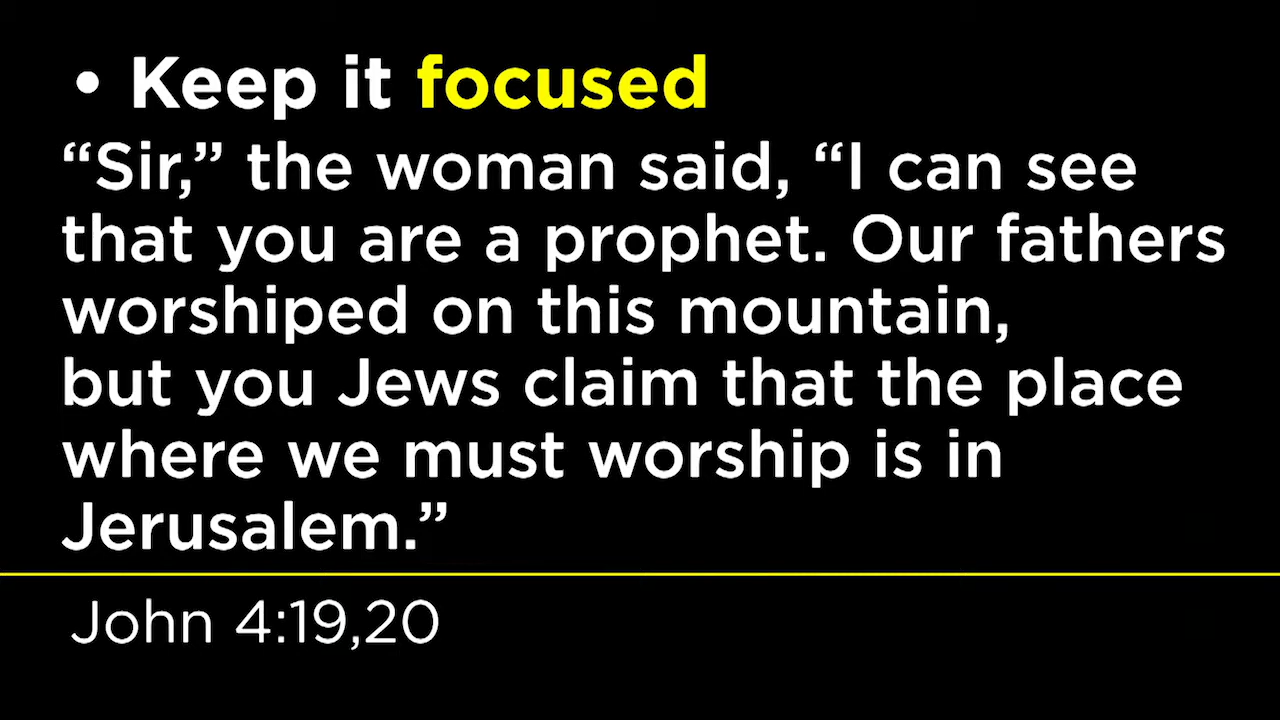 • Keep it focused
“Sir,” the woman said, “I can see
that you are a prophet. Our fathers
worshiped on this mountain,
but you Jews claim that the place
where we must worship is in
Jerusalem.”
John 4:19,20